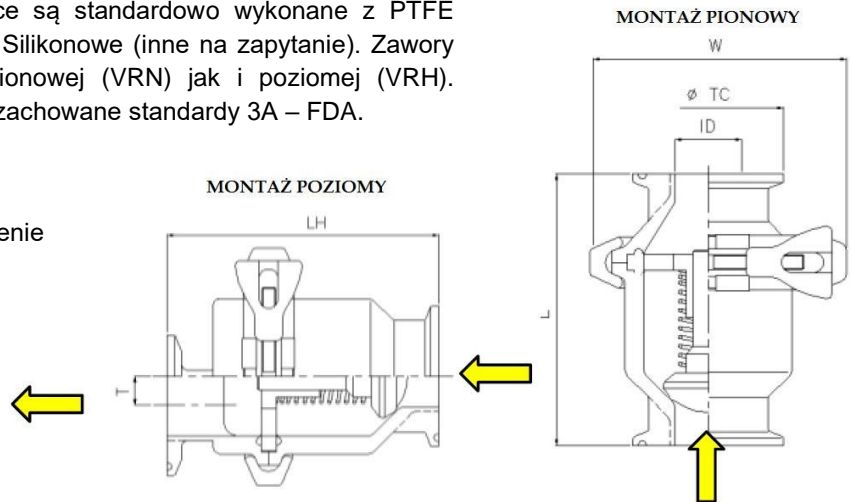 ce są standardowo wykonane z PTFE
Silikonowe (inne na zapytanie). Zawory
ionowej (VRN) jak i poziomej (VRH).
zachowane standardy 3A – FDA.
enie
MONTAŻ POZIOMY
LH
T
MONTAŻ PIONOWY
W
ø TC
ID
L